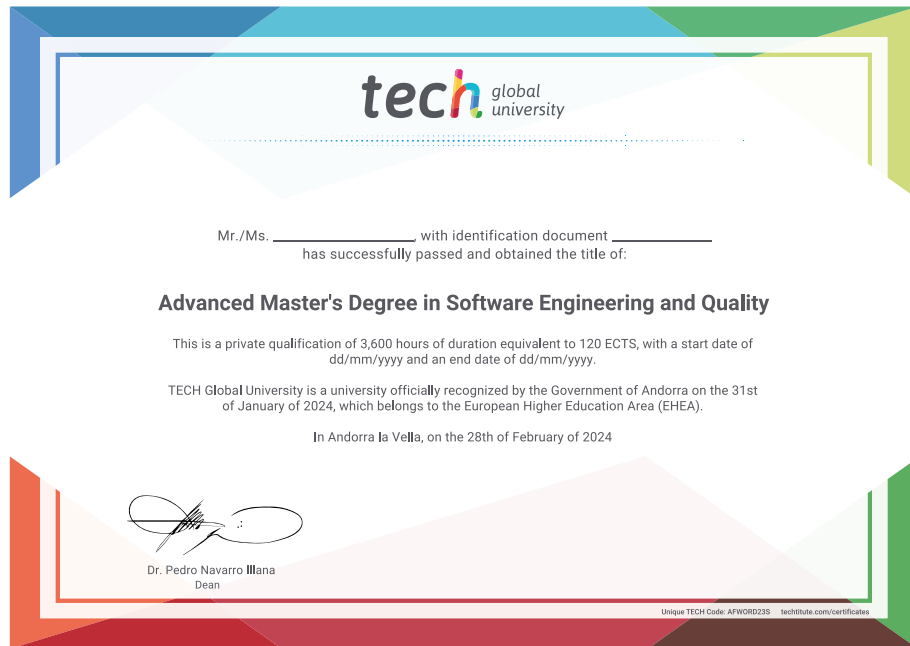 tech global university
Mr./Ms. ____________, with identification document ____________
has successfully passed and obtained the title of:
Advanced Master's Degree in Software Engineering and Quality
This is a private qualification of 3,600 hours of duration equivalent to 120 ECTS, with a start date of
dd/mm/yyyy and an end date of dd/mm/yyyy.
TECH Global University is a university officially recognized by the Government of Andorra on the 31st
of January of 2024, which belongs to the European Higher Education Area (EHEA).
In Andorra la Vella, on the 28th of February of 2024
Dr. Pedro Navarro Illana
Dean
Unique TECH Code: AFWORD23S techtitute.com/certificates